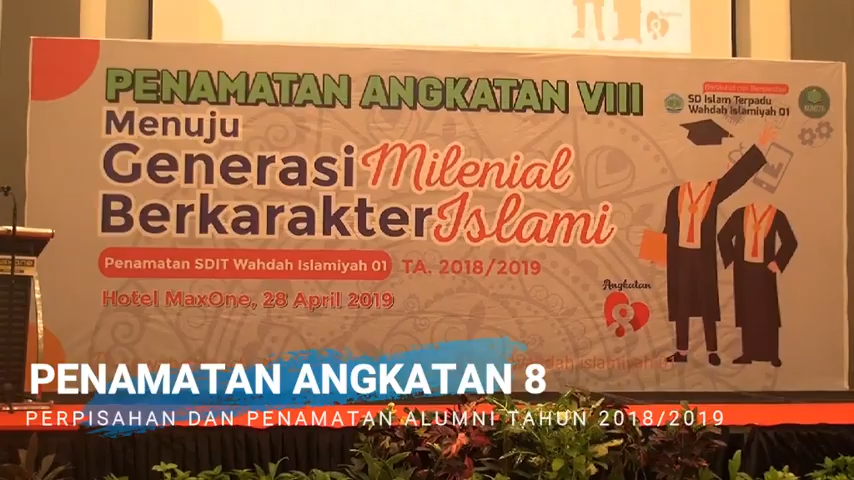 PENAMATAN ANGKATAN VIII
SD Islam Terpadu
Wahdah Islamiyah 01
Menuju
Generasi Milenial
Berkarakter Islami
Penamatan SDIT Wahdah Islamiyah 01 TA. 2018/2019
Hotel MaxOne, 28 April 2019
Angkatan
8
PENAMATAN ANGKATAN 8
PERPISAHAN DAN PENAMATAN ALUMNI TAHUN 2018/2019